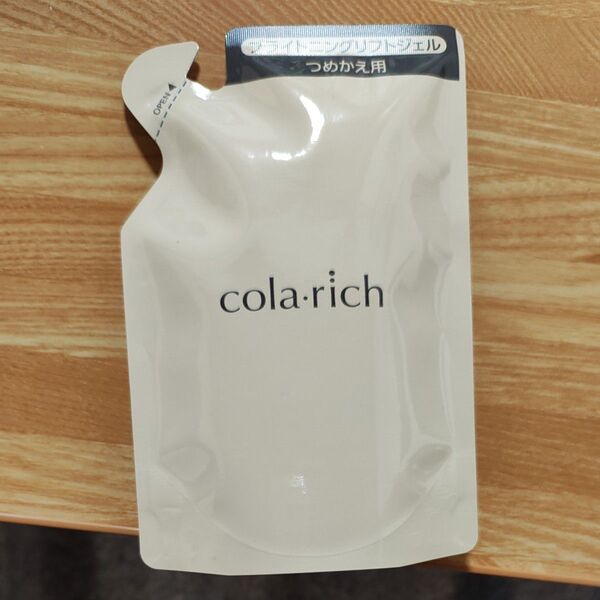 ブライトニングリフトジェル
つめかえ用
OPEN
cola·rich